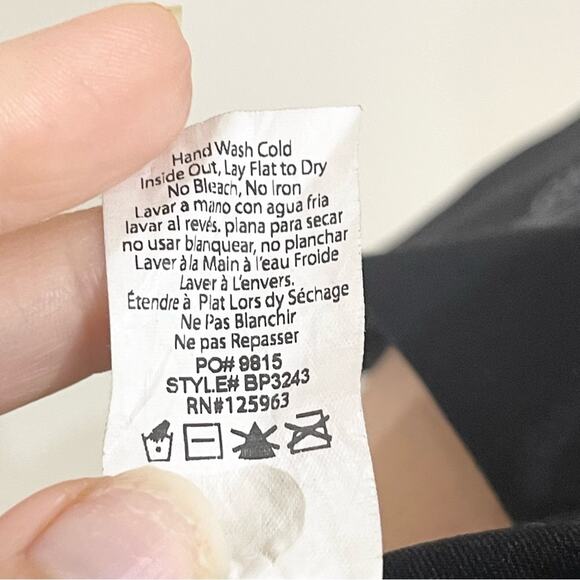 Hand Wash Cold
Inside Out, Lay Flat to Dry
No Bleach, No Iron
Lavar a mano con agua fria
lavar al revés. plana para secar
no usar blanquear, no planchar
Laver à la Main à l'eau Froide
Laver à L'envers.
Étendre à Plat Lors dy Séchage
Ne Pas Blanchir
Ne pas Repasser
PO# 9815
STYLE# BP3243
RN#125963